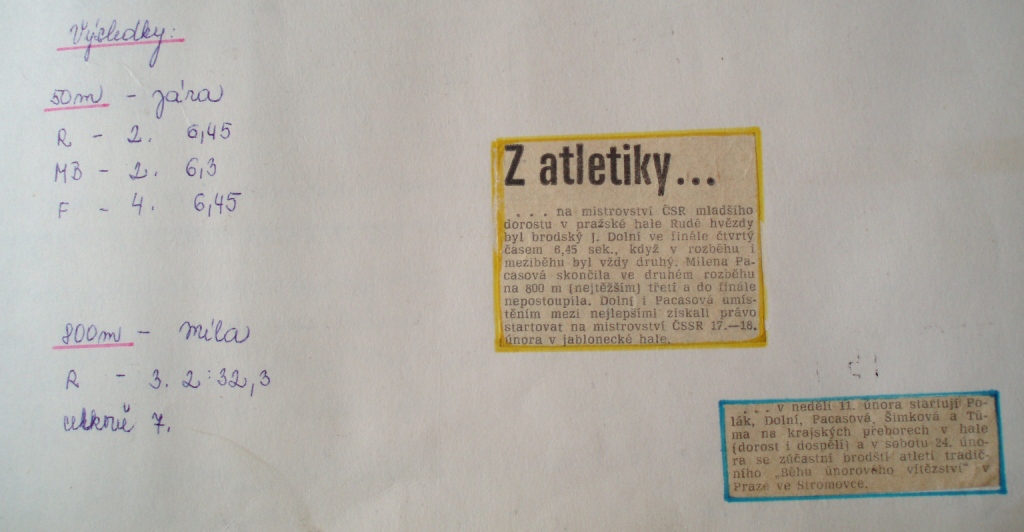 Výsledky:
50m - Jára
R - 2. 6,45
MB - 2. 6,3
F - 4. 6,45
800m - Míla
R - 3. 2:32,3
celkově 7.
Z atletiky...
... na mistrovství ČSR mladšího
dorostu v pražské hale Rudé hvězdy
byl brodský J. Dolní ve finále čtvrtý
časem 6,45 sek., když v rozběhu i
meziběhu byl vždy druhý. Milena Pa-
casová skončila ve druhém rozběhu
na 800 m (nejtěžším) třetí a do finále
nepostoupila. Dolní i Pacasová umís-
těním mezi nejlepšími získali právo
startovat na mistrovství ČSSR 17.—18.
února v jablonecké hale.
... v neděli 11. února startují Po-
lák, Dolní, Pacasová, Šimková a Tů-
ma na krajských přeborech v hale
(dorost i dospělí) a v sobotu 24. úno-
ra se zúčastní brodští atleti tradič-
ního „Běhu únorového vítězství" v
Praze ve Stromovce.